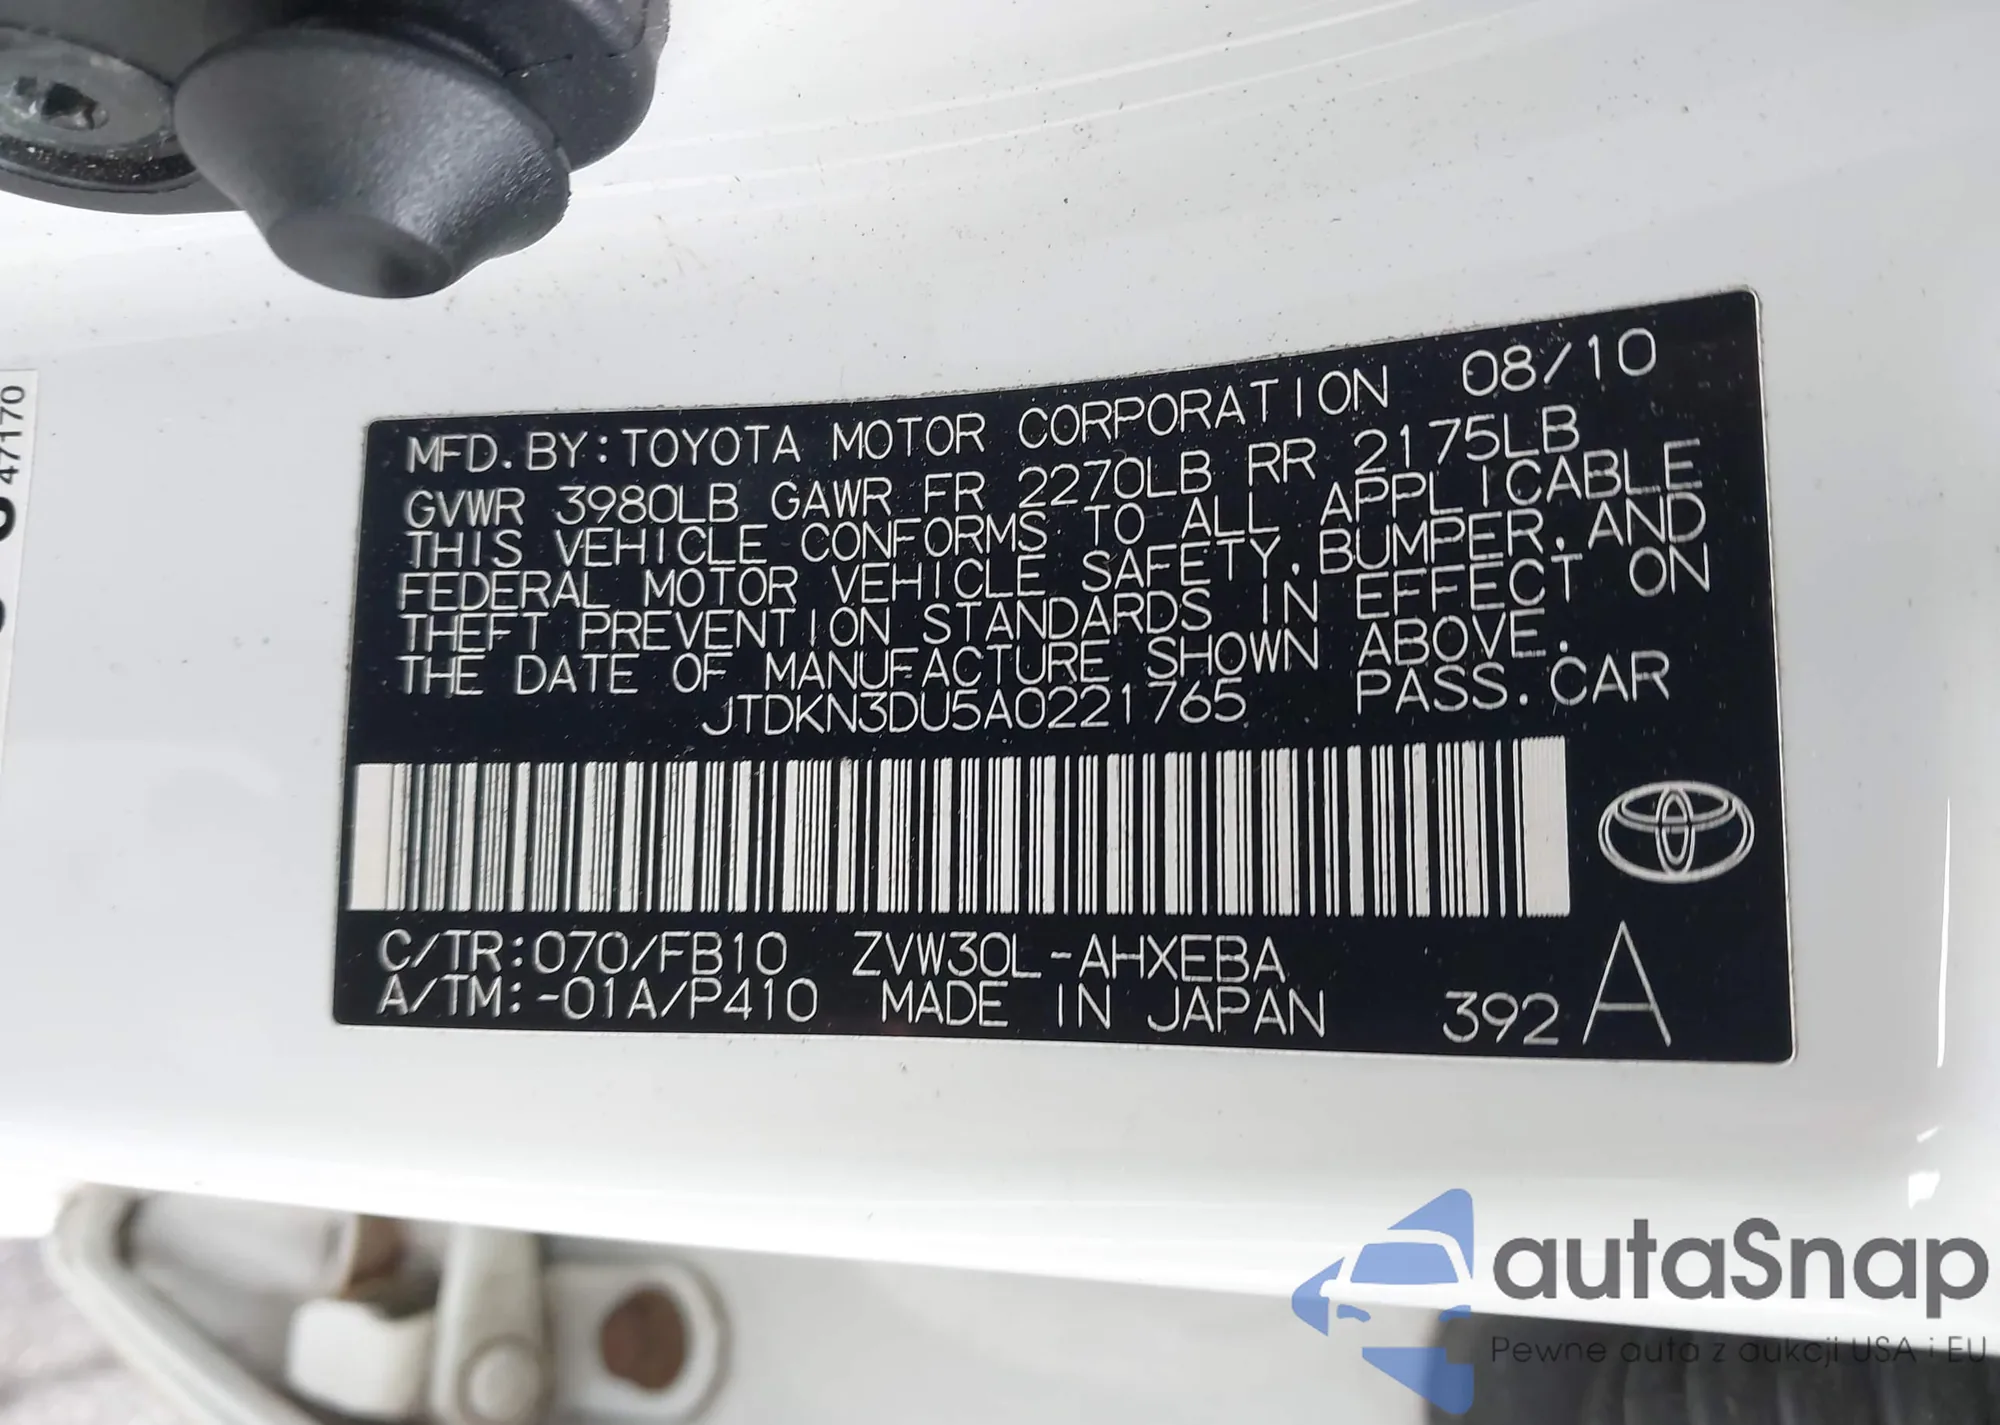 47170
MFD. BY: TOYOTA MOTOR CORPORATION 08/10
GVWR 3980LB GAWR FR 2270LB RR 2175LB
THIS VEHICLE CONFORMS TO ALL APPLICABLE
FEDERAL MOTOR VEHICLE SAFETY, BUMPER, AND
THEFT PREVENTION STANDARDS IN EFFECT ON
THE DATE OF MANUFACTURE SHOWN ABOVE.
JTDKN3DU5A0221765 PASS. CAR
C/TR:070/FB10 ZVW30L-AHXEBA
A/TM:-01A/P410 MADE IN JAPAN 392 A
autaSnap
Pewne auta z aukcji USA i EU